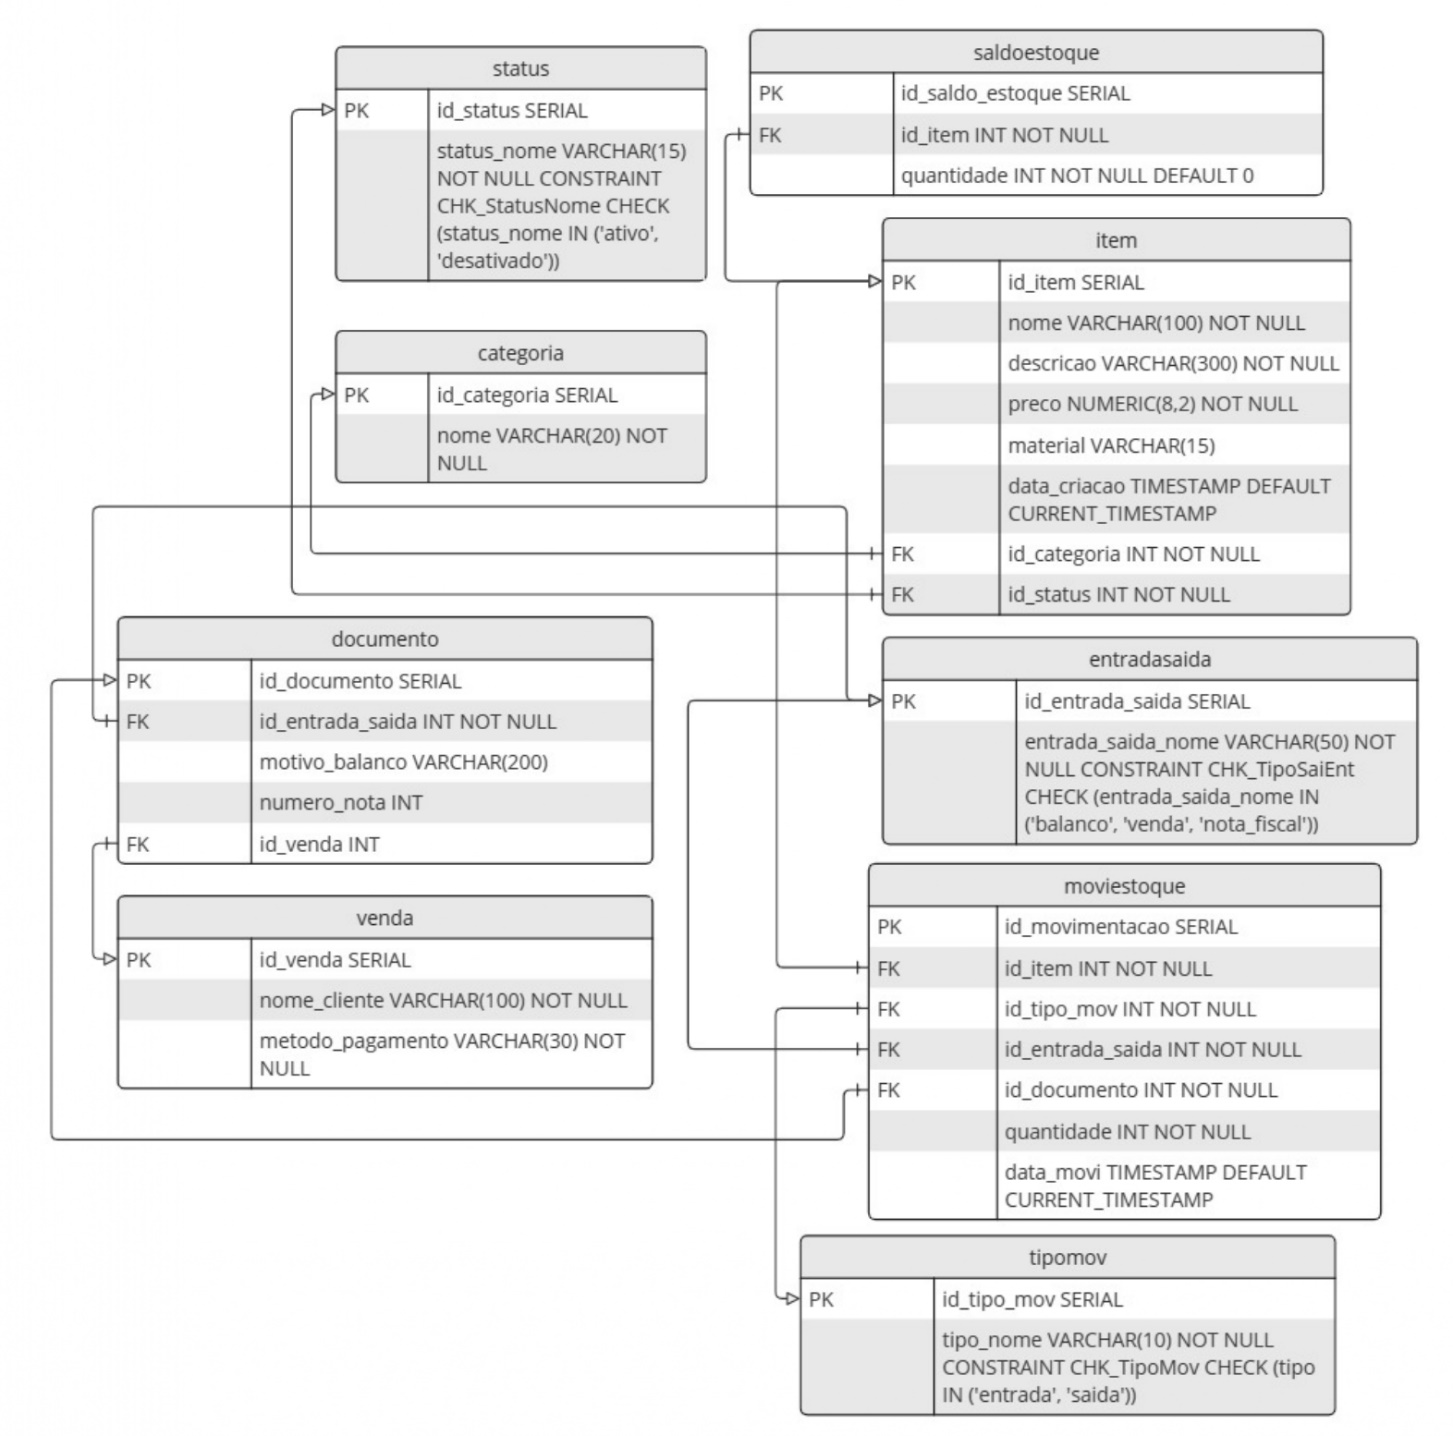 status
PK id_status SERIAL
status_nome VARCHAR(15)
NOT NULL CONSTRAINT
CHK_StatusNome CHECK
(status_nome IN ('ativo',
'desativado'))
saldoestoque
PK id_saldo_estoque SERIAL
FK id_item INT NOT NULL
quantidade INT NOT NULL DEFAULT 0
item
PK id_item SERIAL
nome VARCHAR(100) NOT NULL
descricao VARCHAR(300) NOT NULL
preco NUMERIC(8,2) NOT NULL
material VARCHAR(15)
data_criacao TIMESTAMP DEFAULT
CURRENT_TIMESTAMP
FK id_categoria INT NOT NULL
FK id_status INT NOT NULL
categoria
PK id_categoria SERIAL
nome VARCHAR(20) NOT
NULL
documento
PK id_documento SERIAL
FK id_entrada_saida INT NOT NULL
motivo_balanco VARCHAR(200)
numero_nota INT
FK id_venda INT
entradasaida
PK id_entrada_saida SERIAL
entrada_saida_nome VARCHAR(50) NOT
NULL CONSTRAINT CHK_TipoSaiEnt
CHECK (entrada_saida_nome IN
('balanco', 'venda', 'nota_fiscal'))
venda
PK id_venda SERIAL
nome_cliente VARCHAR(100) NOT NULL
metodo_pagamento VARCHAR(30) NOT
NULL
moviestoque
PK id_movimentacao SERIAL
FK id_item INT NOT NULL
FK id_tipo_mov INT NOT NULL
FK id_entrada_saida INT NOT NULL
FK id_documento INT NOT NULL
quantidade INT NOT NULL
data_movi TIMESTAMP DEFAULT
CURRENT_TIMESTAMP
tipomov
PK id_tipo_mov SERIAL
tipo_nome VARCHAR(10) NOT NULL
CONSTRAINT CHK_TipoMov CHECK (tipo
IN ('entrada', 'saida'))